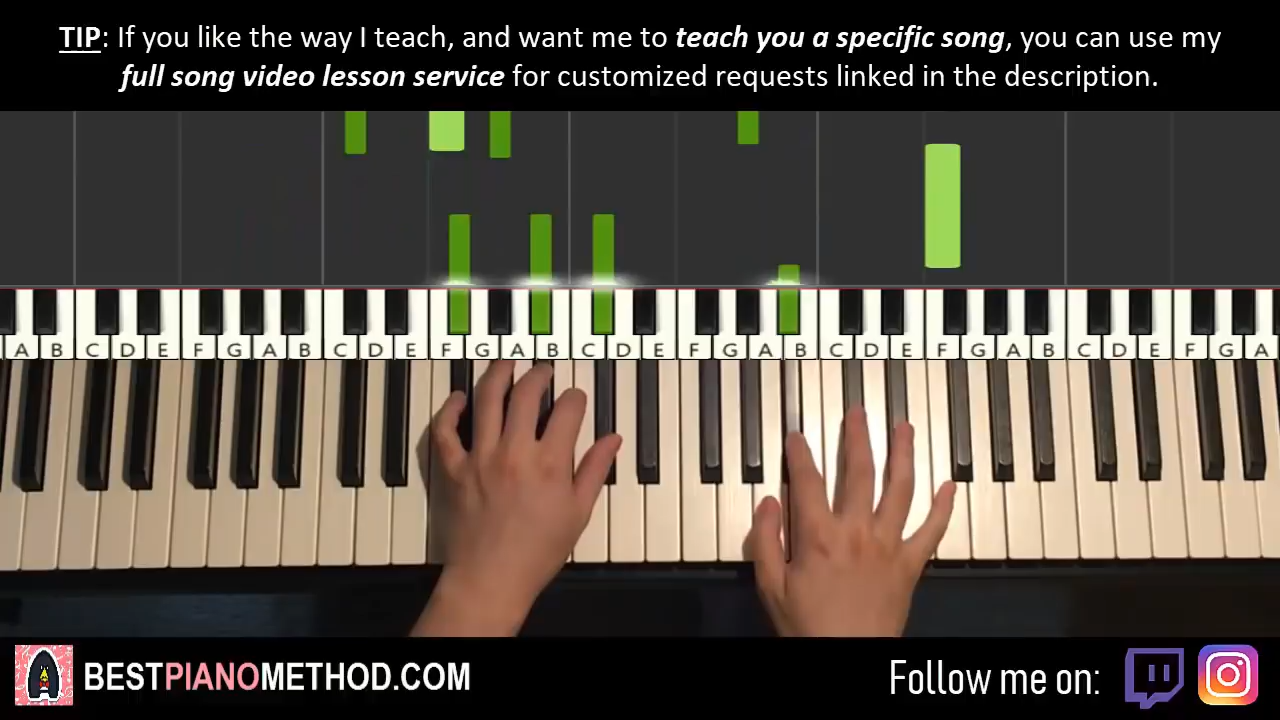 TIP: If you like the way I teach, and want me to teach you a specific song, you can use my
full song video lesson service for customized requests linked in the description.
A B C D E F G A B C D E F G A B C D E F G A B C D E F G A B C D E F G A
BESTPIANOMETHOD.COM
Follow me on: